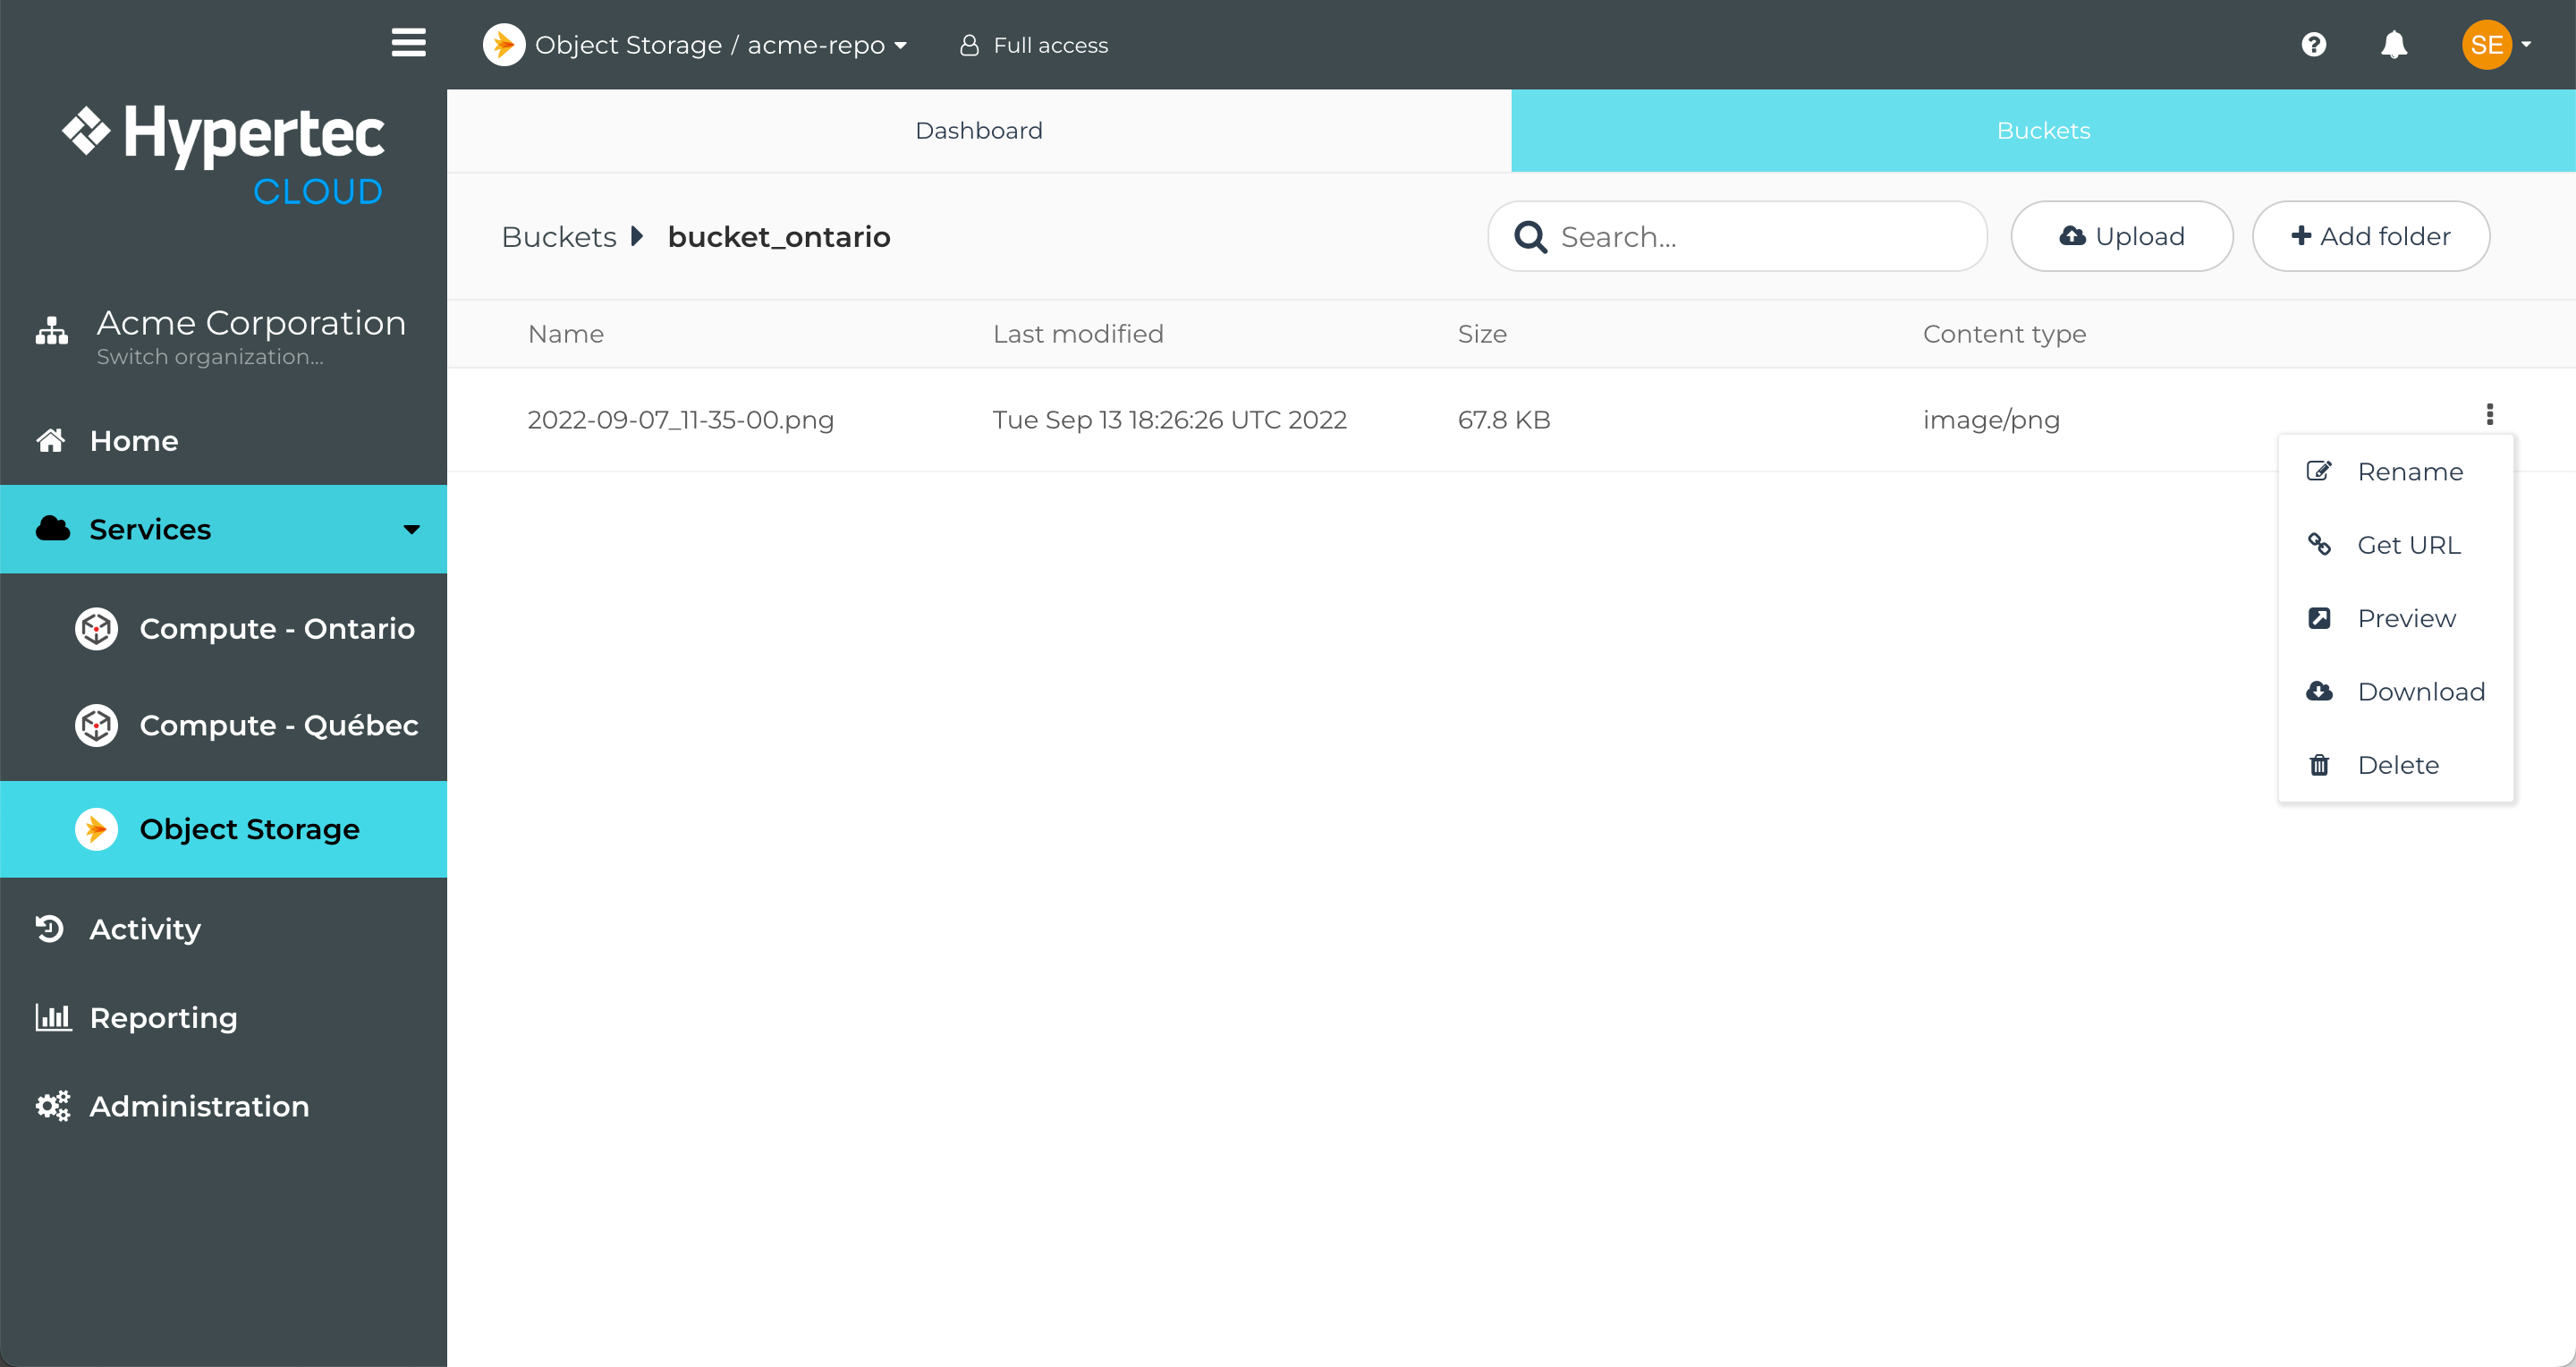 Object Storage / acme-repo
Full access
SE
Hypertec
CLOUD
Acme Corporation
Switch organization...
Home
Services
Compute - Ontario
Compute - Québec
Object Storage
Activity
Reporting
Administration
Dashboard
Buckets
Buckets bucket_ontario
Search...
Upload
Add folder
Name Last modified Size Content type
2022-09-07_11-35-00.png Tue Sep 13 18:26:26 UTC 2022 67.8 KB image/png
Rename
Get URL
Preview
Download
Delete